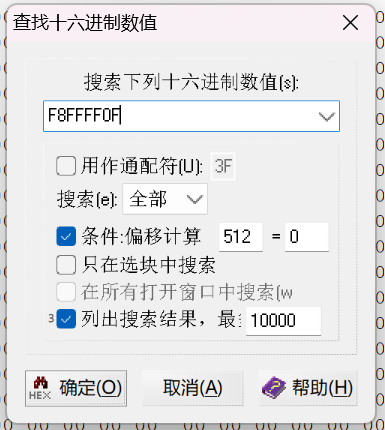 查找十六进制数值
搜索下列十六进制数值(s):
F8FFFF0F
用作通配符(U): 3F
搜索(e): 全部
条件:偏移计算 512 = 0
只在选块中搜索
在所有打开窗口中搜索(w
3 列出搜索结果，最 10000
HEX 确定(O) 取消(A) 帮助(H)